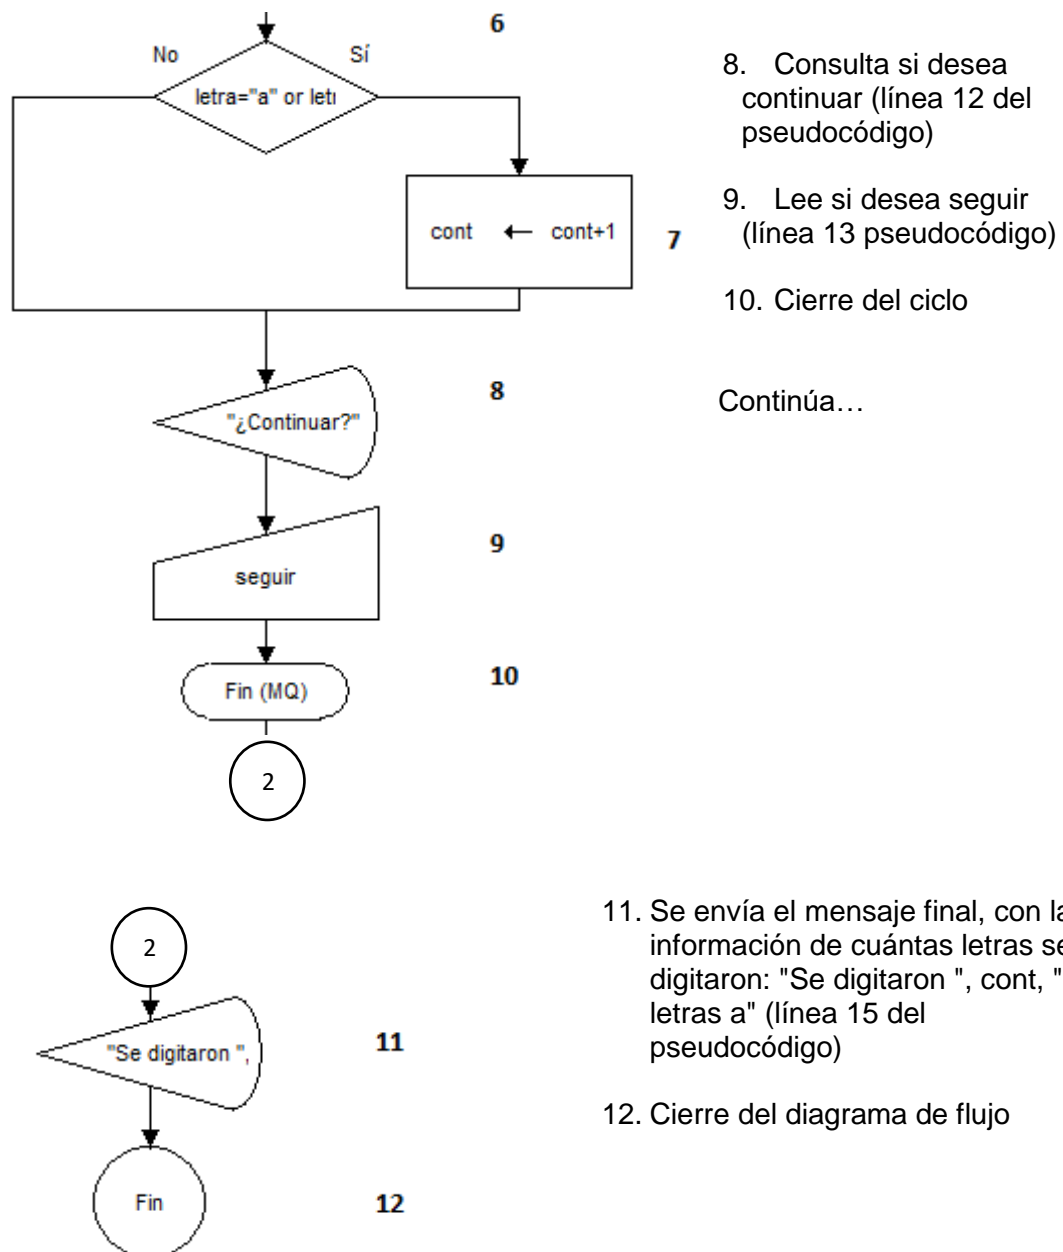 6
No
Sí
letra="a" or letr
cont ← cont+1
7
8. Consulta si desea
continuar (línea 12 del
pseudocódigo)
9. Lee si desea seguir
(línea 13 pseudocódigo)
10. Cierre del ciclo
Continúa…
8
"¿Continuar?"
9
seguir
10
Fin (MQ)
2
2
"Se digitaron ",
11
Fin
12
11. Se envía el mensaje final, con la
información de cuántas letras se
digitaron: "Se digitaron ", cont, "
letras a" (línea 15 del
pseudocódigo)
12. Cierre del diagrama de flujo